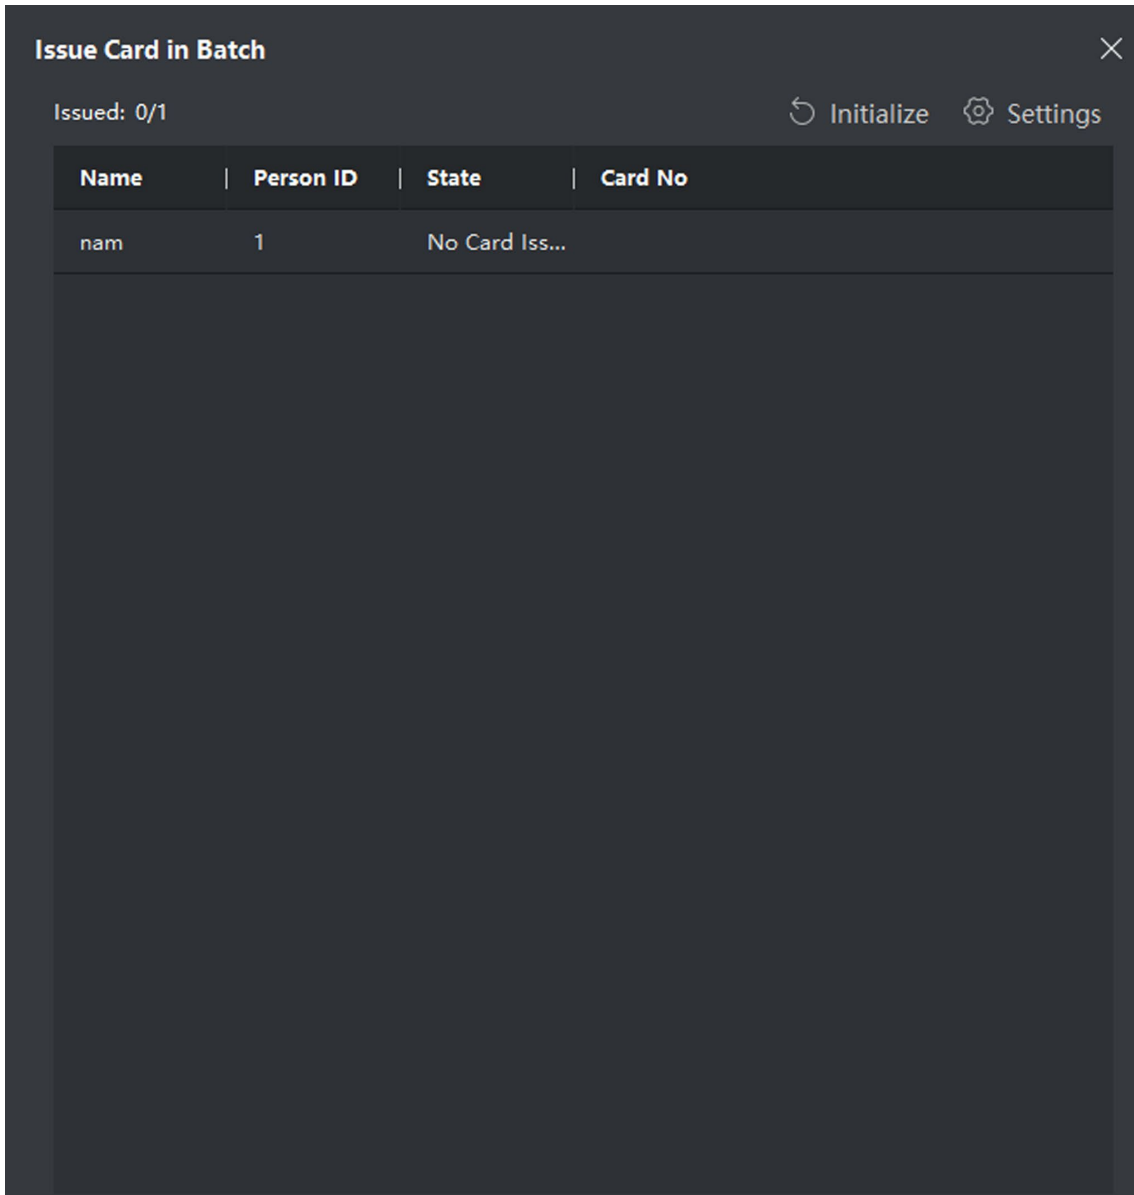 Issue Card in Batch
Issued: 0/1 Initialize Settings
Name | Person ID | State | Card No
nam 1 No Card Iss...